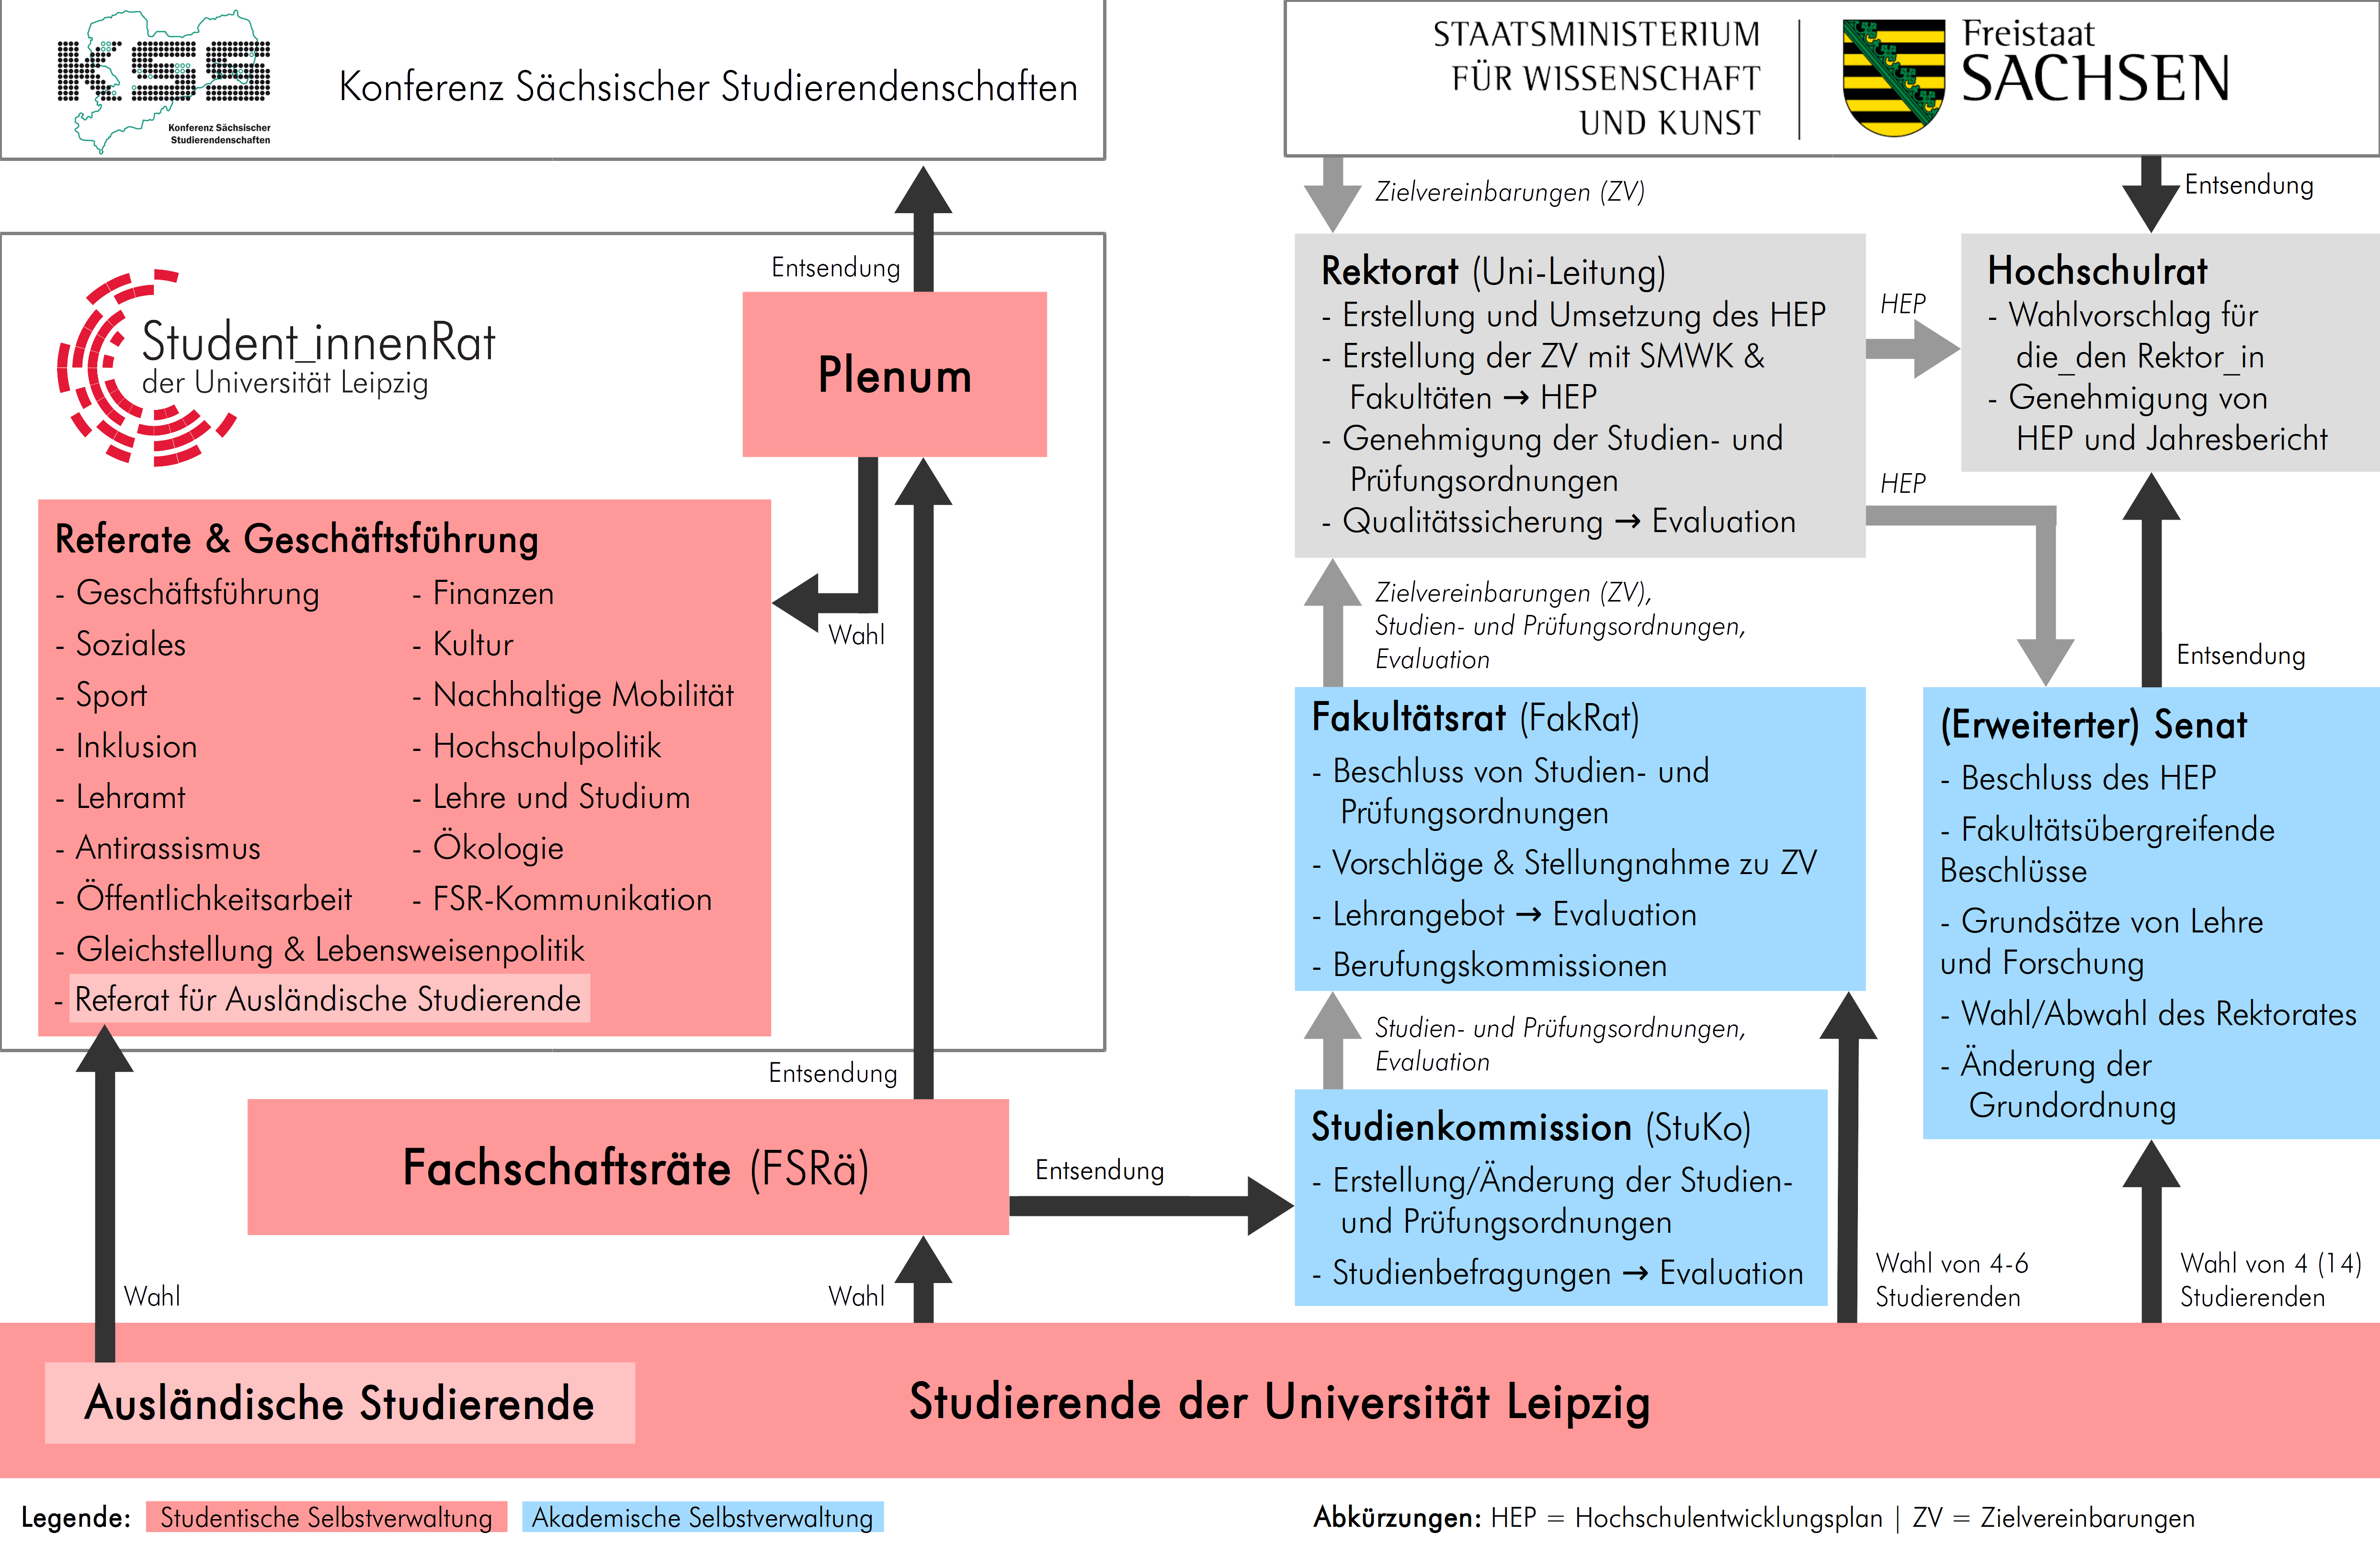 KSS
Konferenz Sächsischer
Studierendenschaften
Konferenz Sächsischer Studierendenschaften
STAATSMINISTERIUM
FÜR WISSENSCHAFT
UND KUNST
Freistaat
SACHSEN
Entsendung
Student_innenRat
der Universität Leipzig
Plenum
Wahl
Referate & Geschäftsführung
- Geschäftsführung
- Finanzen
- Soziales
- Kultur
- Sport
- Nachhaltige Mobilität
- Inklusion
- Hochschulpolitik
- Lehramt
- Lehre und Studium
- Antirassismus
- Ökologie
- Öffentlichkeitsarbeit
- FSR-Kommunikation
- Gleichstellung & Lebensweisenpolitik
- Referat für Ausländische Studierende
Entsendung
Fachschaftsräte (FSRä)
Entsendung
Wahl
Wahl
Zielvereinbarungen (ZV)
Entsendung
Rektorat (Uni-Leitung)
- Erstellung und Umsetzung des HEP
- Erstellung der ZV mit SMWK &
Fakultäten → HEP
- Genehmigung der Studien- und
Prüfungsordnungen
- Qualitätssicherung → Evaluation
HEP
HEP
Hochschulrat
- Wahlvorschlag für
die_den Rektor_in
- Genehmigung von
HEP und Jahresbericht
Zielvereinbarungen (ZV),
Studien- und Prüfungsordnungen,
Evaluation
Entsendung
Fakultätsrat (FakRat)
- Beschluss von Studien- und
Prüfungsordnungen
- Vorschläge & Stellungnahme zu ZV
- Lehrangebot → Evaluation
- Berufungskommissionen
(Erweiterter) Senat
- Beschluss des HEP
- Fakultätsübergreifende
Beschlüsse
- Grundsätze von Lehre
und Forschung
- Wahl/Abwahl des Rektorates
- Änderung der
Grundordnung
Studien- und Prüfungsordnungen,
Evaluation
Studienkommission (StuKo)
- Erstellung/Änderung der Studien-
und Prüfungsordnungen
- Studienbefragungen → Evaluation
Wahl von 4-6
Studierenden
Wahl von 4 (14)
Studierenden
Ausländische Studierende
Studierende der Universität Leipzig
Legende: Studentische Selbstverwaltung Akademische Selbstverwaltung
Abkürzungen: HEP = Hochschulentwicklungsplan | ZV = Zielvereinbarungen